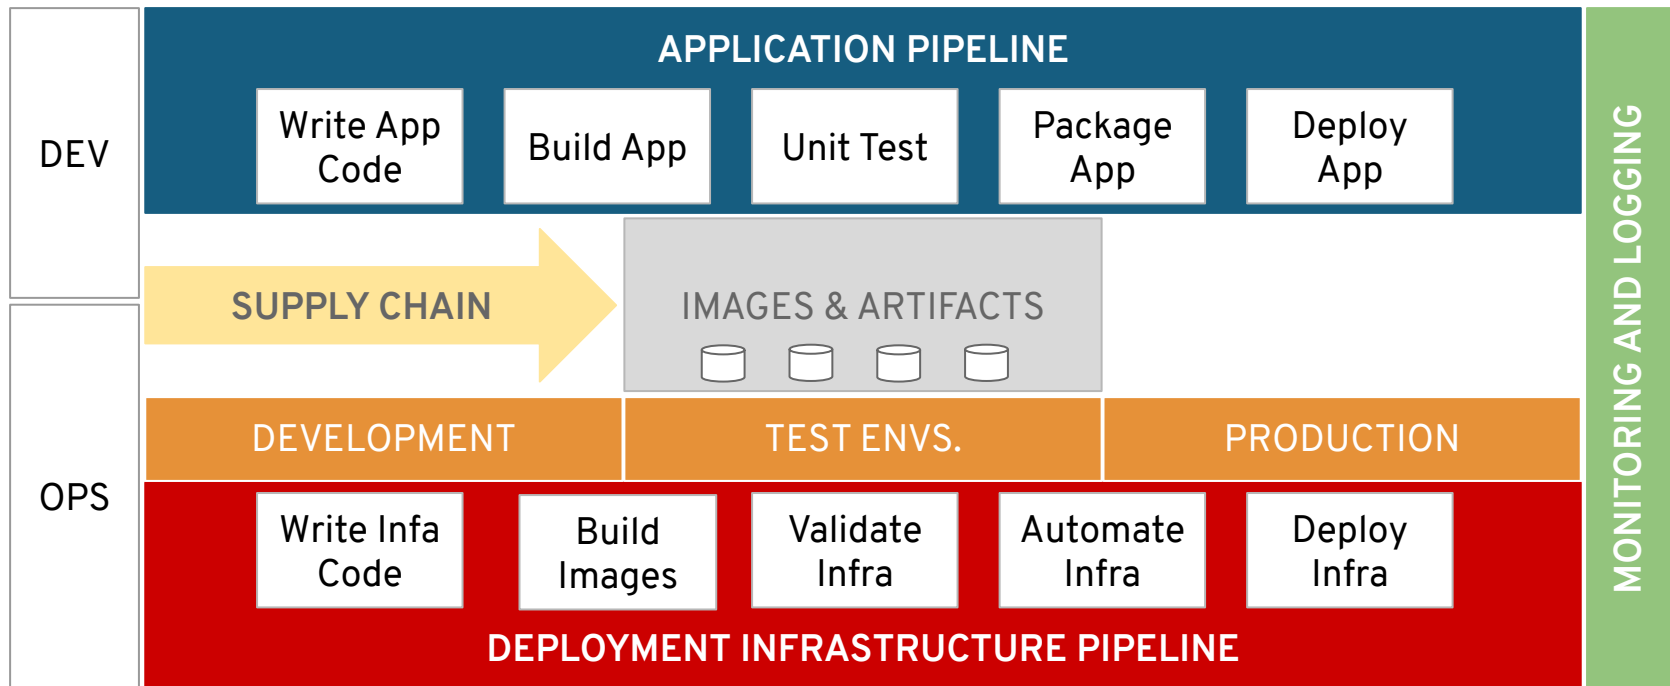 APPLICATION PIPELINE
DEV
Write App
Code
Build App
Unit Test
Package
App
Deploy
App
SUPPLY CHAIN
IMAGES & ARTIFACTS
OPS
DEVELOPMENT
TEST ENVS.
PRODUCTION
Write Infa
Code
Build
Images
Validate
Infra
Automate
Infra
Deploy
Infra
DEPLOYMENT INFRASTRUCTURE PIPELINE
MONITORING AND LOGGING